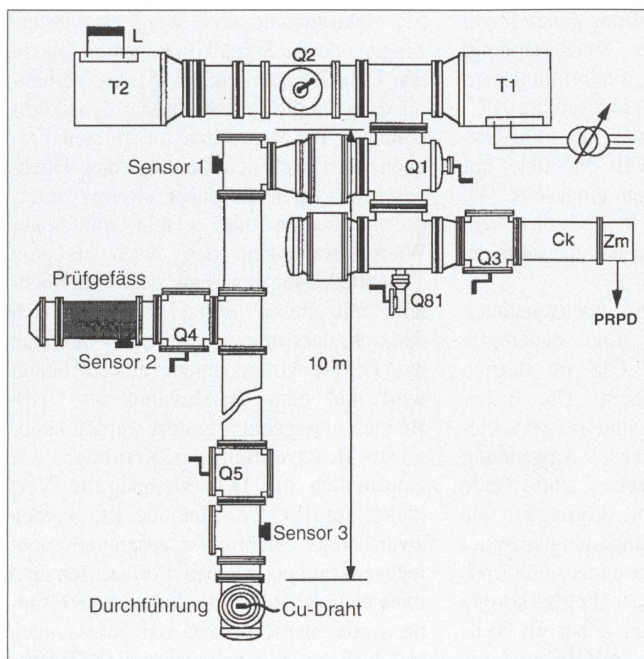 L
T2
Q2
T1
Sensor 1
Q1
Ck
Zm
Q3
Q81
PRPD
Prüfgefäss
Q4
Sensor 2
10 m
Q5
Sensor 3
Durchführung
Cu-Draht